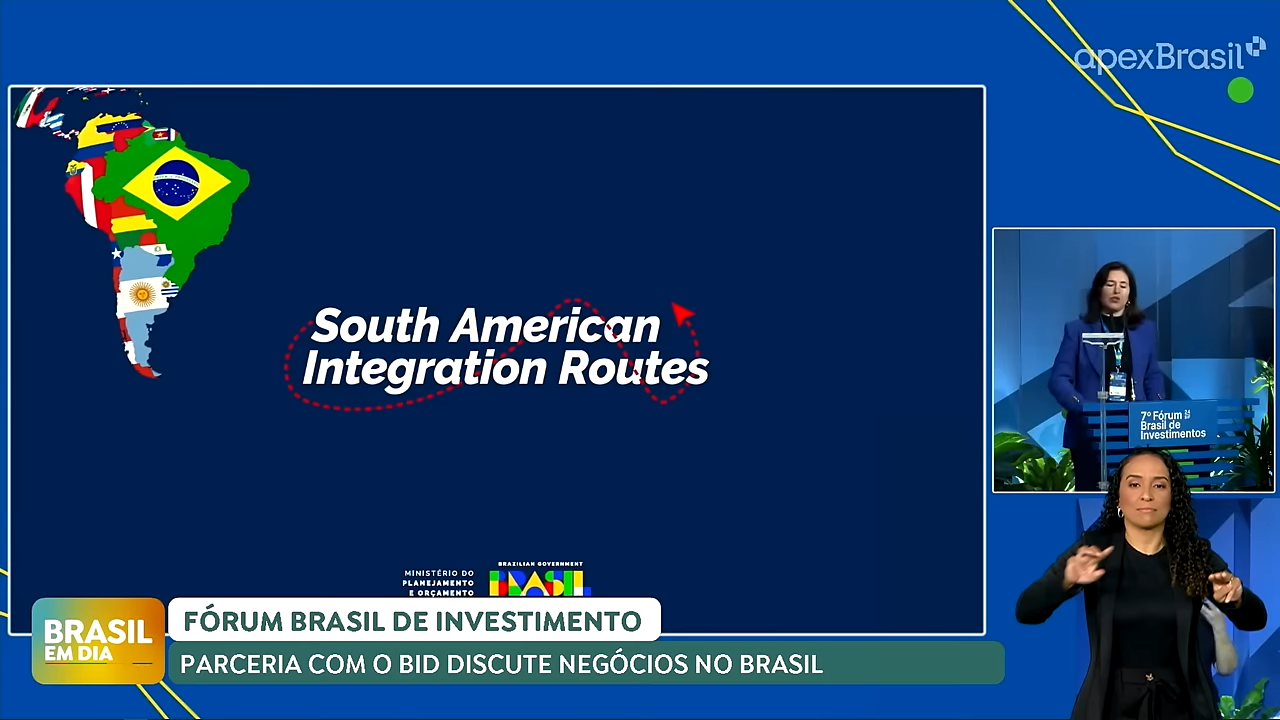 apexBrasil
South American
Integration Routes
7º Fórum
Brasil de
Investimentos
MINISTÉRIO DO
PLANEJAMENTO
E ORÇAMENTO
BRAZILIAN GOVERNMENT
BRASIL
BRASIL
EM DIA
FÓRUM BRASIL DE INVESTIMENTO
PARCERIA COM O BID DISCUTE NEGÓCIOS NO BRASIL